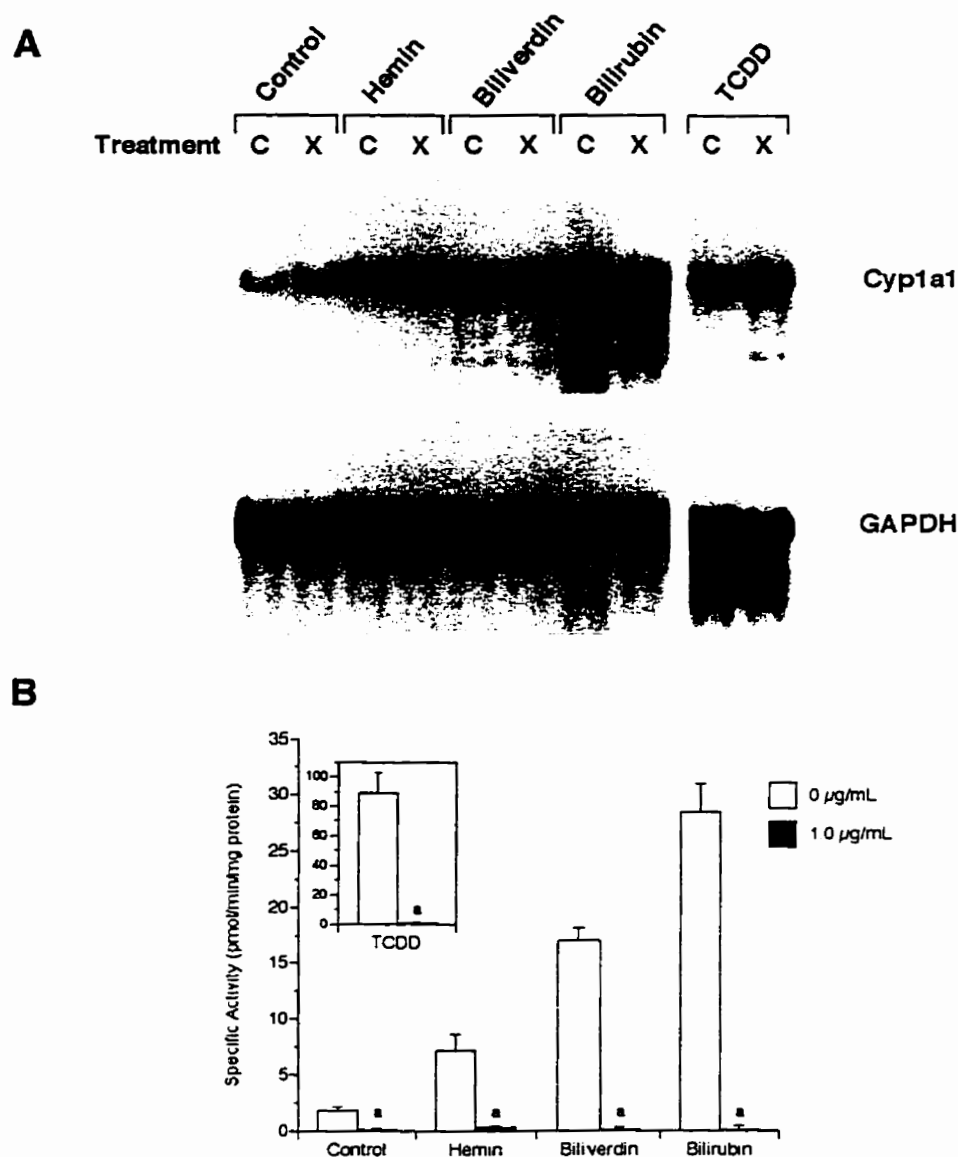 A
Control Hemin Biliverdin Bilirubin TCDD
Treatment C X C X C X C X C X
Cyp1a1
GAPDH
B
Specific Activity (pmol/min/mg protein)
35
30
25
20
15
10
5
0
100
80
60
40
20
0
a
TCDD
0 µg/mL
1.0 µg/mL
a a a a
Control Hemin Biliverdin Bilirubin